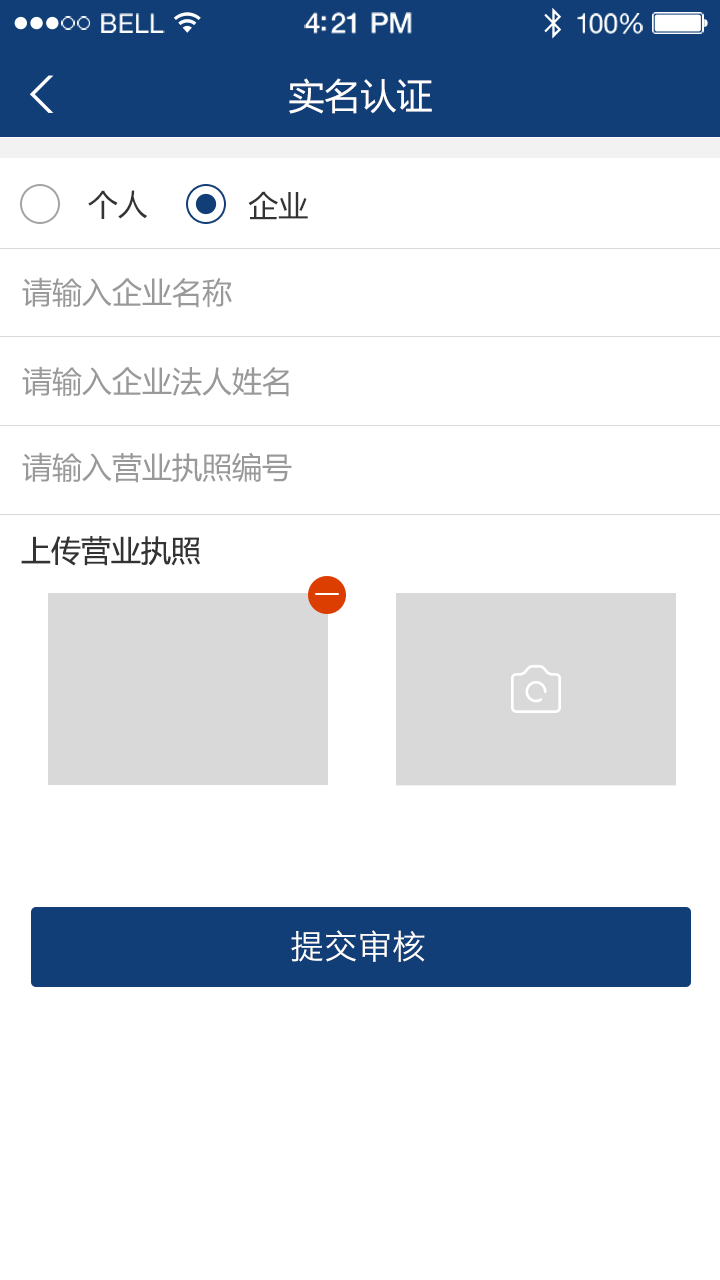 BELL 4:21 PM 100%
实名认证
个人 企业
请输入企业名称
请输入企业法人姓名
请输入营业执照编号
上传营业执照
提交审核